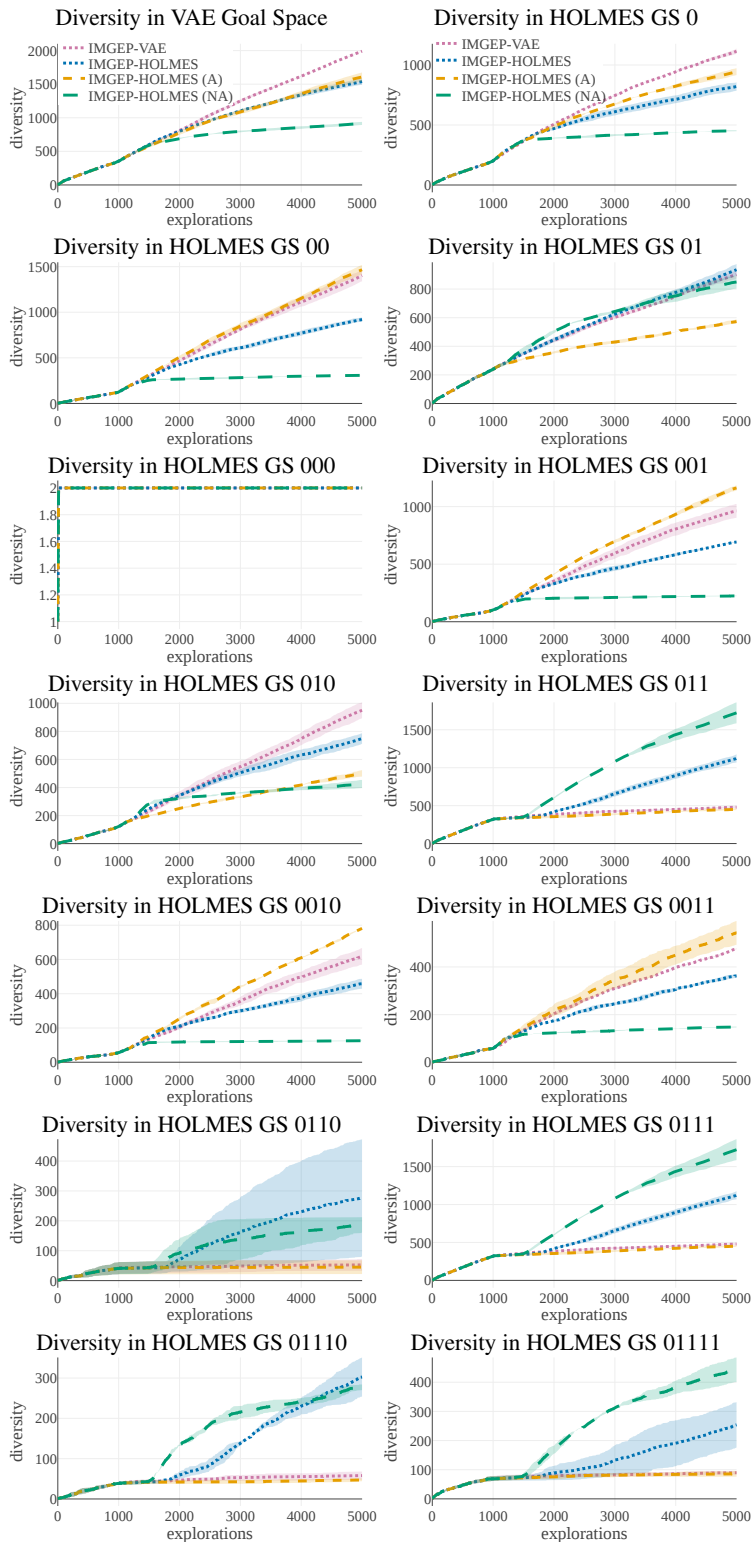 Diversity in VAE Goal Space
IMGEP-VAE
IMGEP-HOLMES
IMGEP-HOLMES (A)
IMGEP-HOLMES (NA)
diversity
2000
1500
1000
500
0
0 1000 2000 3000 4000 5000
explorations
Diversity in HOLMES GS 0
IMGEP-VAE
IMGEP-HOLMES
IMGEP-HOLMES (A)
IMGEP-HOLMES (NA)
diversity
1000
500
0
0 1000 2000 3000 4000 5000
explorations
Diversity in HOLMES GS 00
diversity
1500
1000
500
0
0 1000 2000 3000 4000 5000
explorations
Diversity in HOLMES GS 01
diversity
800
600
400
200
0
0 1000 2000 3000 4000 5000
explorations
Diversity in HOLMES GS 000
diversity
2
1.8
1.6
1.4
1.2
1
0 1000 2000 3000 4000 5000
explorations
Diversity in HOLMES GS 001
diversity
1000
500
0
0 1000 2000 3000 4000 5000
explorations
Diversity in HOLMES GS 010
diversity
1000
800
600
400
200
0
0 1000 2000 3000 4000 5000
explorations
Diversity in HOLMES GS 011
diversity
1500
1000
500
0
0 1000 2000 3000 4000 5000
explorations
Diversity in HOLMES GS 0010
diversity
800
600
400
200
0
0 1000 2000 3000 4000 5000
explorations
Diversity in HOLMES GS 0011
diversity
400
200
0
0 1000 2000 3000 4000 5000
explorations
Diversity in HOLMES GS 0110
diversity
400
300
200
100
0
0 1000 2000 3000 4000 5000
explorations
Diversity in HOLMES GS 0111
diversity
1500
1000
500
0
0 1000 2000 3000 4000 5000
explorations
Diversity in HOLMES GS 01110
diversity
300
200
100
0
0 1000 2000 3000 4000 5000
explorations
Diversity in HOLMES GS 01111
diversity
400
300
200
100
0
0 1000 2000 3000 4000 5000
explorations